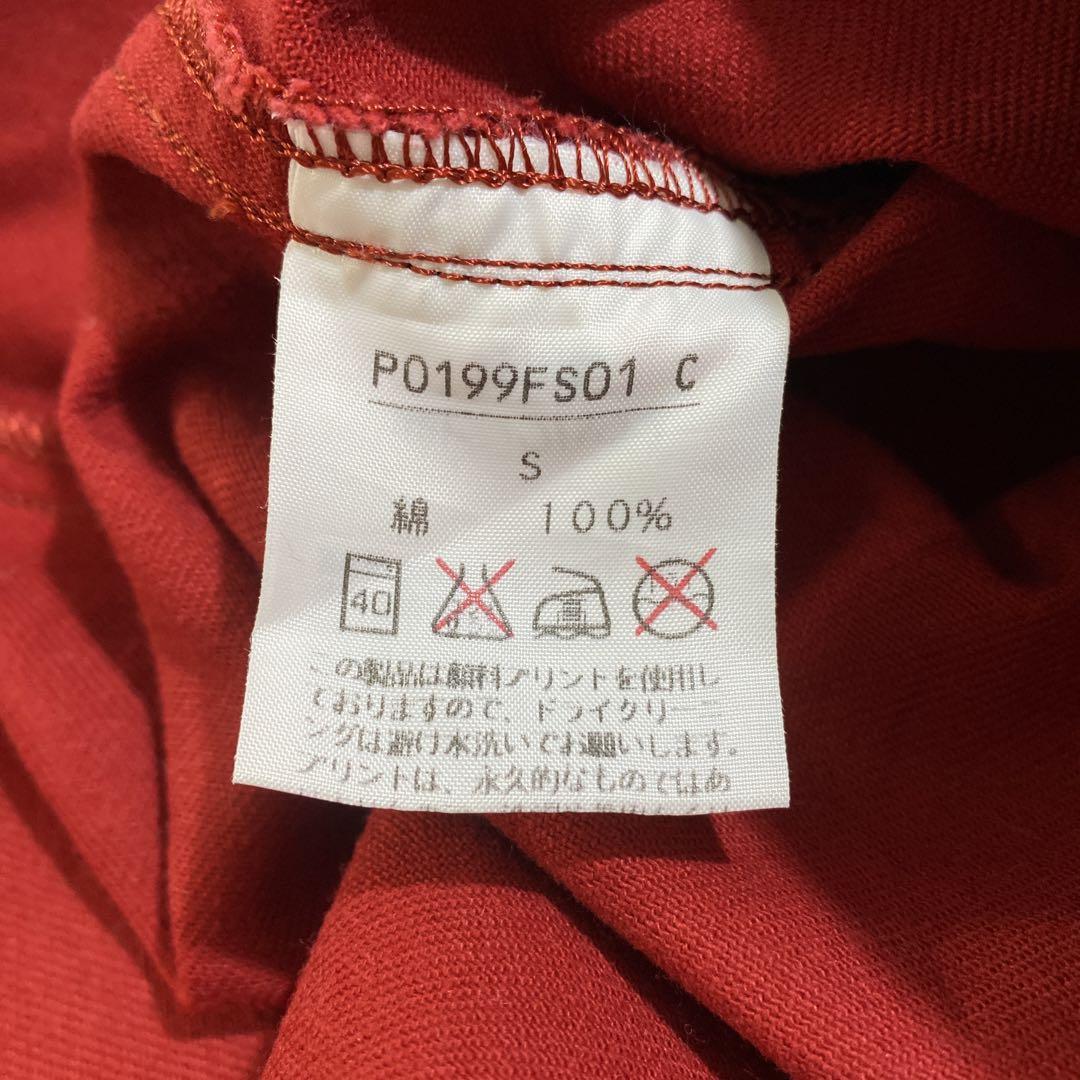 P0199FS01 C
S
綿 100%
40
この製品は顔料プリントを使用し
ておりますので、ドライクリーニ
ングは避け水洗いでお願いします。
プリントは、永久的なものではあ